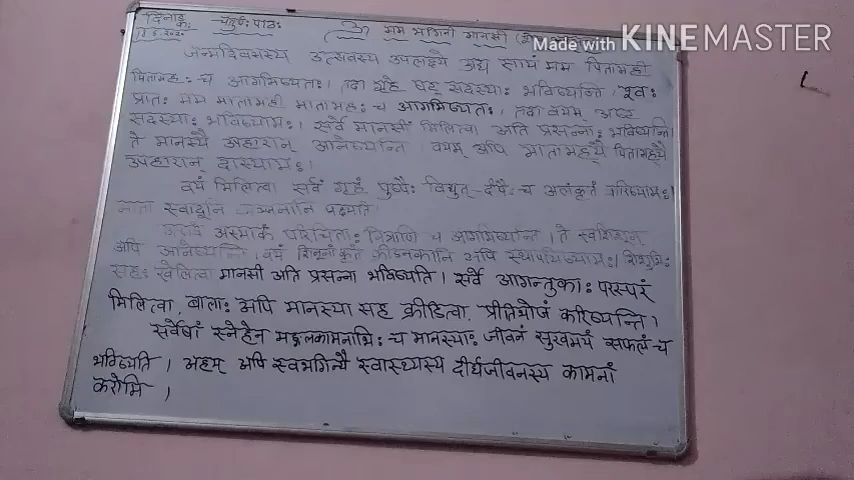 दिनाङ्कः चतुर्थः पाठः मम भगिनी मानसी
Made with KINEMASTER
जन्मदिवसस्य उत्सवस्य उपलक्ष्ये अद्य सायं मम पितामही
पितामहः च आगमिष्यतः। तदा गृहे षट् सदस्याः भविष्यन्ति। श्वः
प्रातः मम मातामही मातामहः च आगमिष्यतः। तदा वयम् अष्ट
सदस्याः भविष्यामः। सर्वे मानसीं मिलित्वा अति प्रसन्नाः भविष्यन्ति।
ते मानस्यै उपहारान् आनेष्यन्ति। वयम् अपि मातामह्यै पितामह्यै
उपहारान् दास्यामः।
वयं मिलित्वा सर्वं गृहं पुष्पैः विद्युत्-दीपैः च अलंकृतं करिष्यामः।
माता स्वादूनि व्यञ्जनानि पक्ष्यति।
अस्माकं परिचिताः मित्राणि च आगमिष्यन्ति। ते स्वशिशून्
अपि आनेष्यन्ति। वयं शिशूनां कृते क्रीडनकानि अपि स्थापयिष्यामः। शिशुभिः
सहः खेलित्वा मानसी अति प्रसन्ना भविष्यति। सर्वे आगन्तुकाः परस्परं
मिलित्वा, बालाः अपि मानस्या सह क्रीडित्वा, प्रीतिभोजं करिष्यन्ति।
सर्वेषां स्नेहेन मङ्गलकामनाभिः च मानस्याः जीवनं सुखमयं सफलं च
भविष्यति। अहम् अपि स्वभगिन्यै स्वास्थ्यस्य दीर्घजीवनस्य कामनां
करोमि।